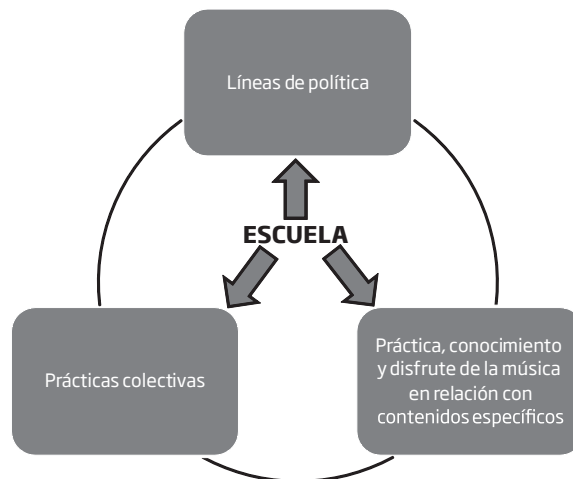 Líneas de política
ESCUELA
Prácticas colectivas
Práctica, conocimiento
y disfrute de la música
en relación con
contenidos específicos